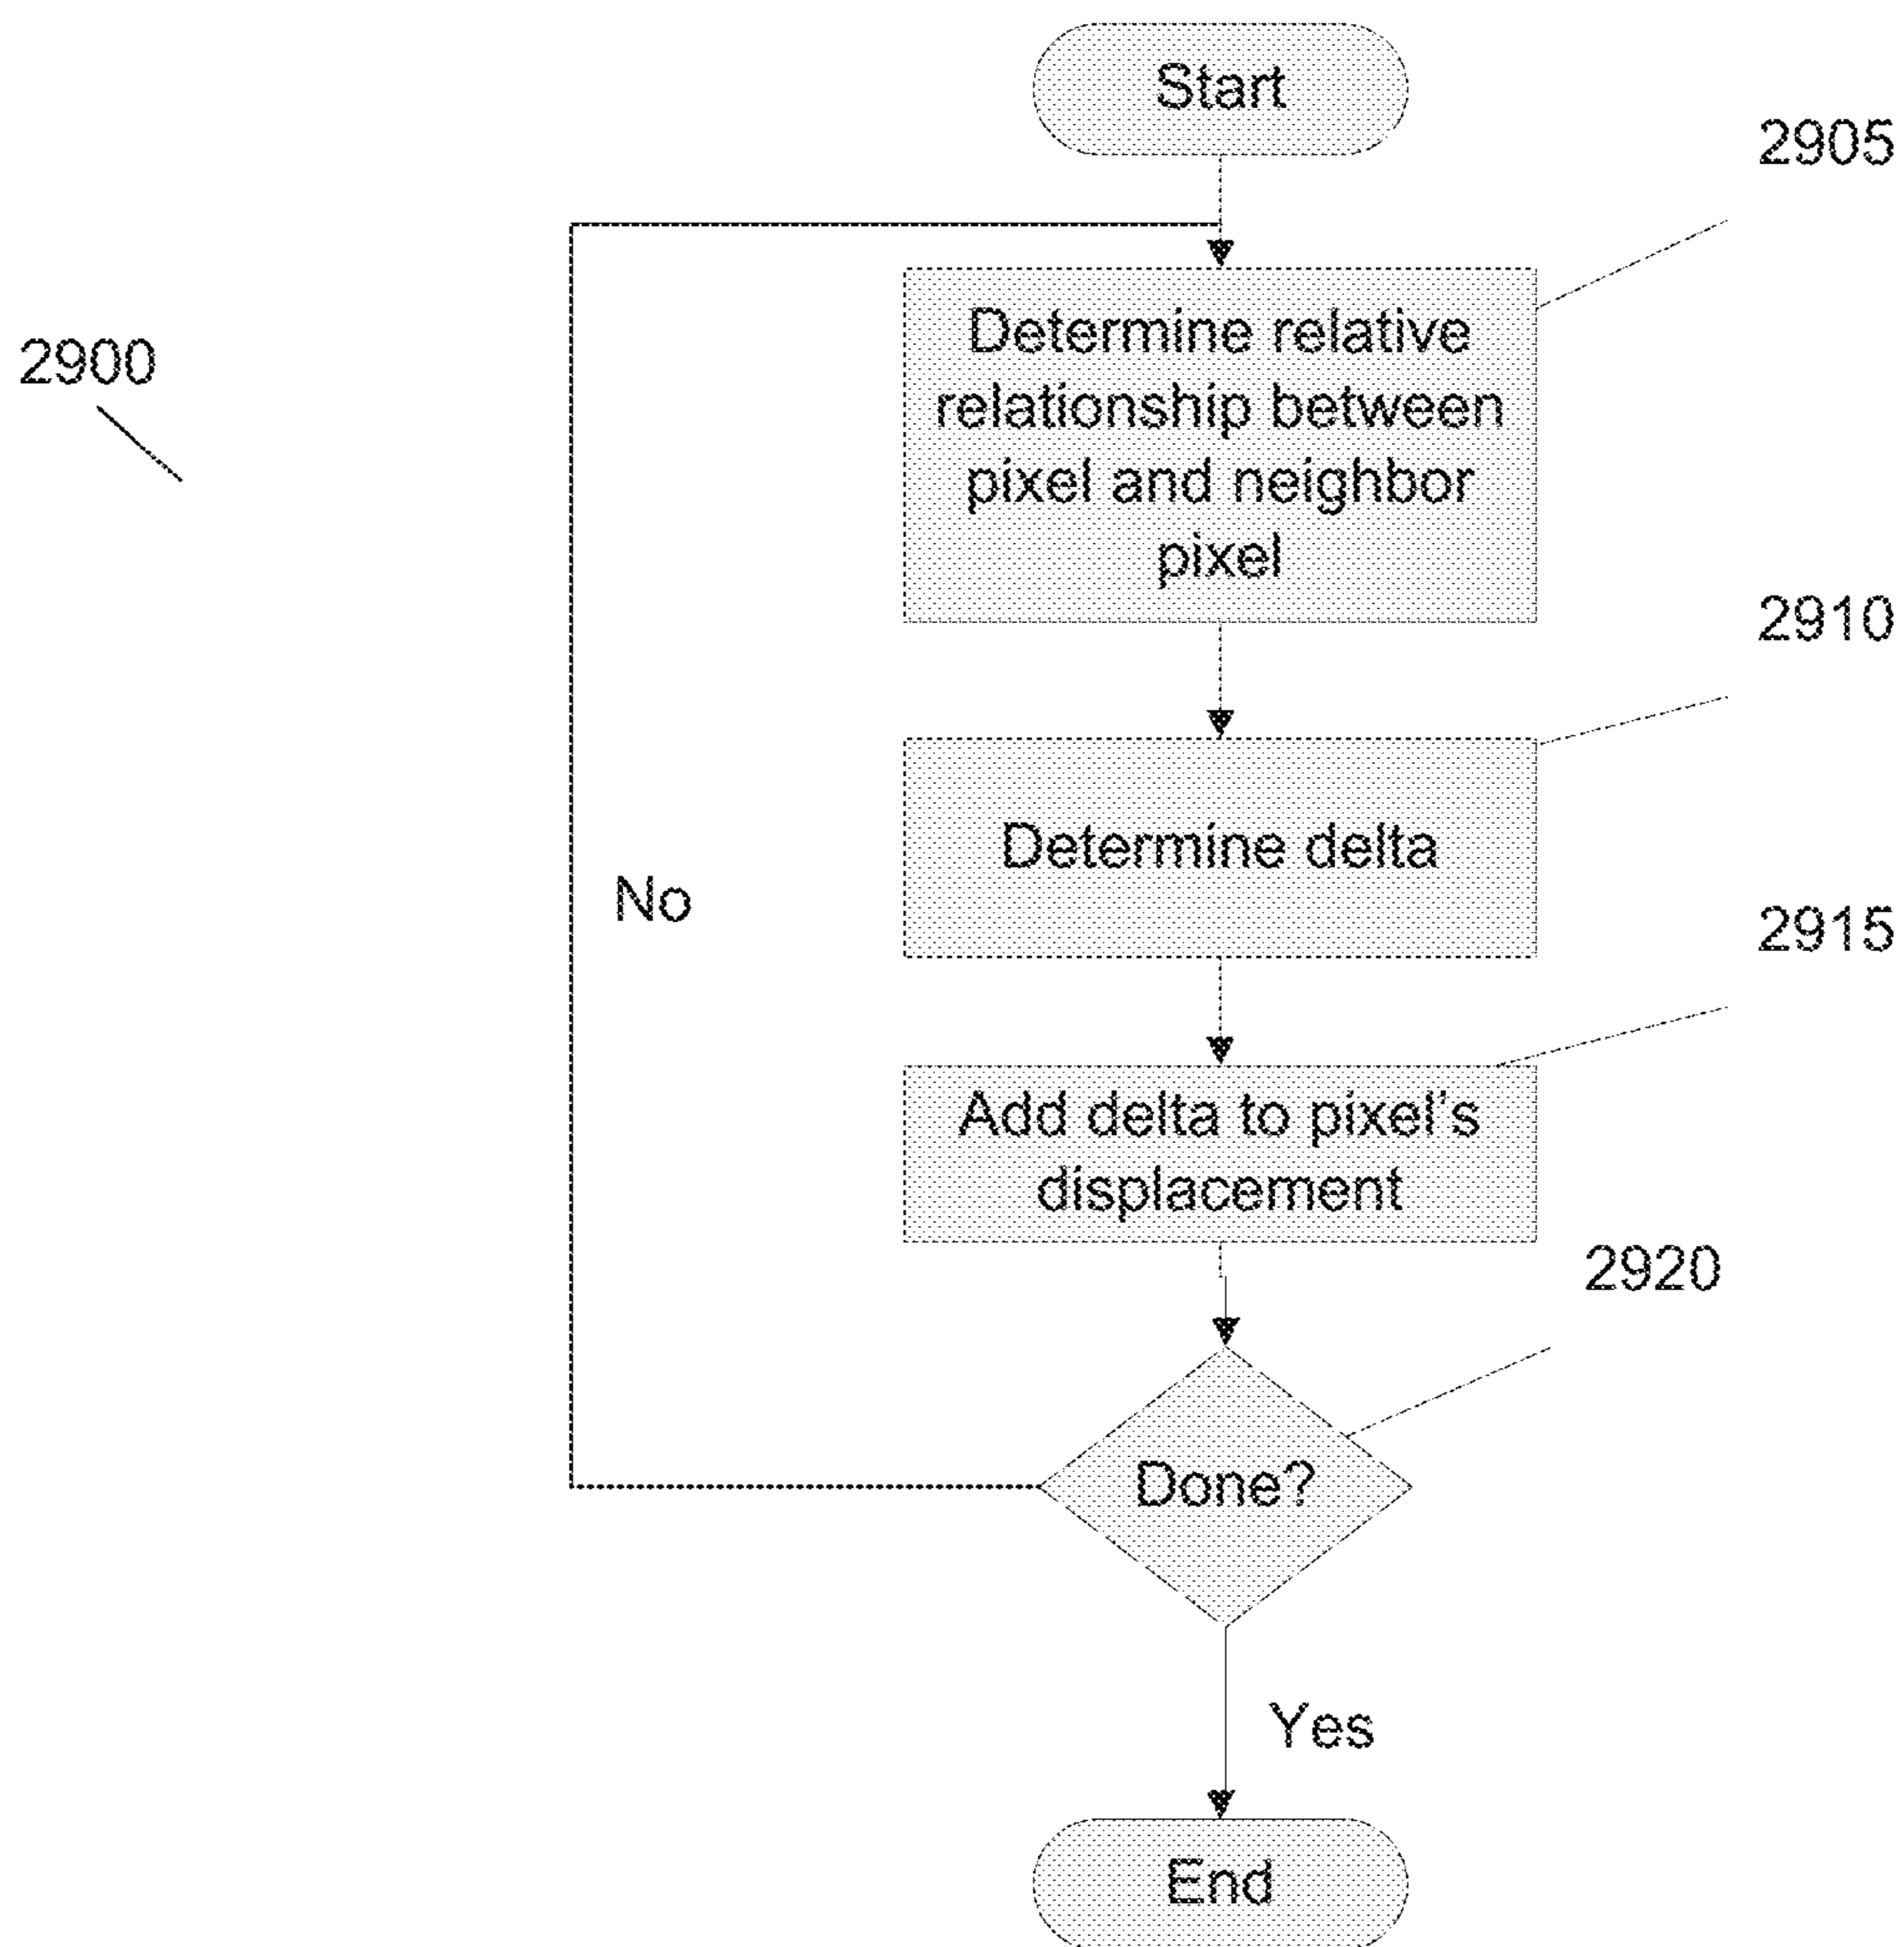 Start
2905
2900
Determine relative
relationship between
pixel and neighbor
pixel
2910
Determine delta
No
2915
Add delta to pixel's
displacement
2920
Done?
Yes
End